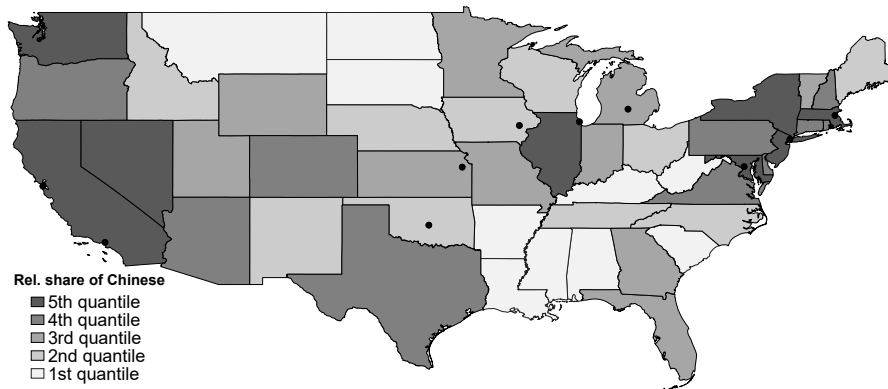 Rel. share of Chinese
5th quantile
4th quantile
3rd quantile
2nd quantile
1st quantile